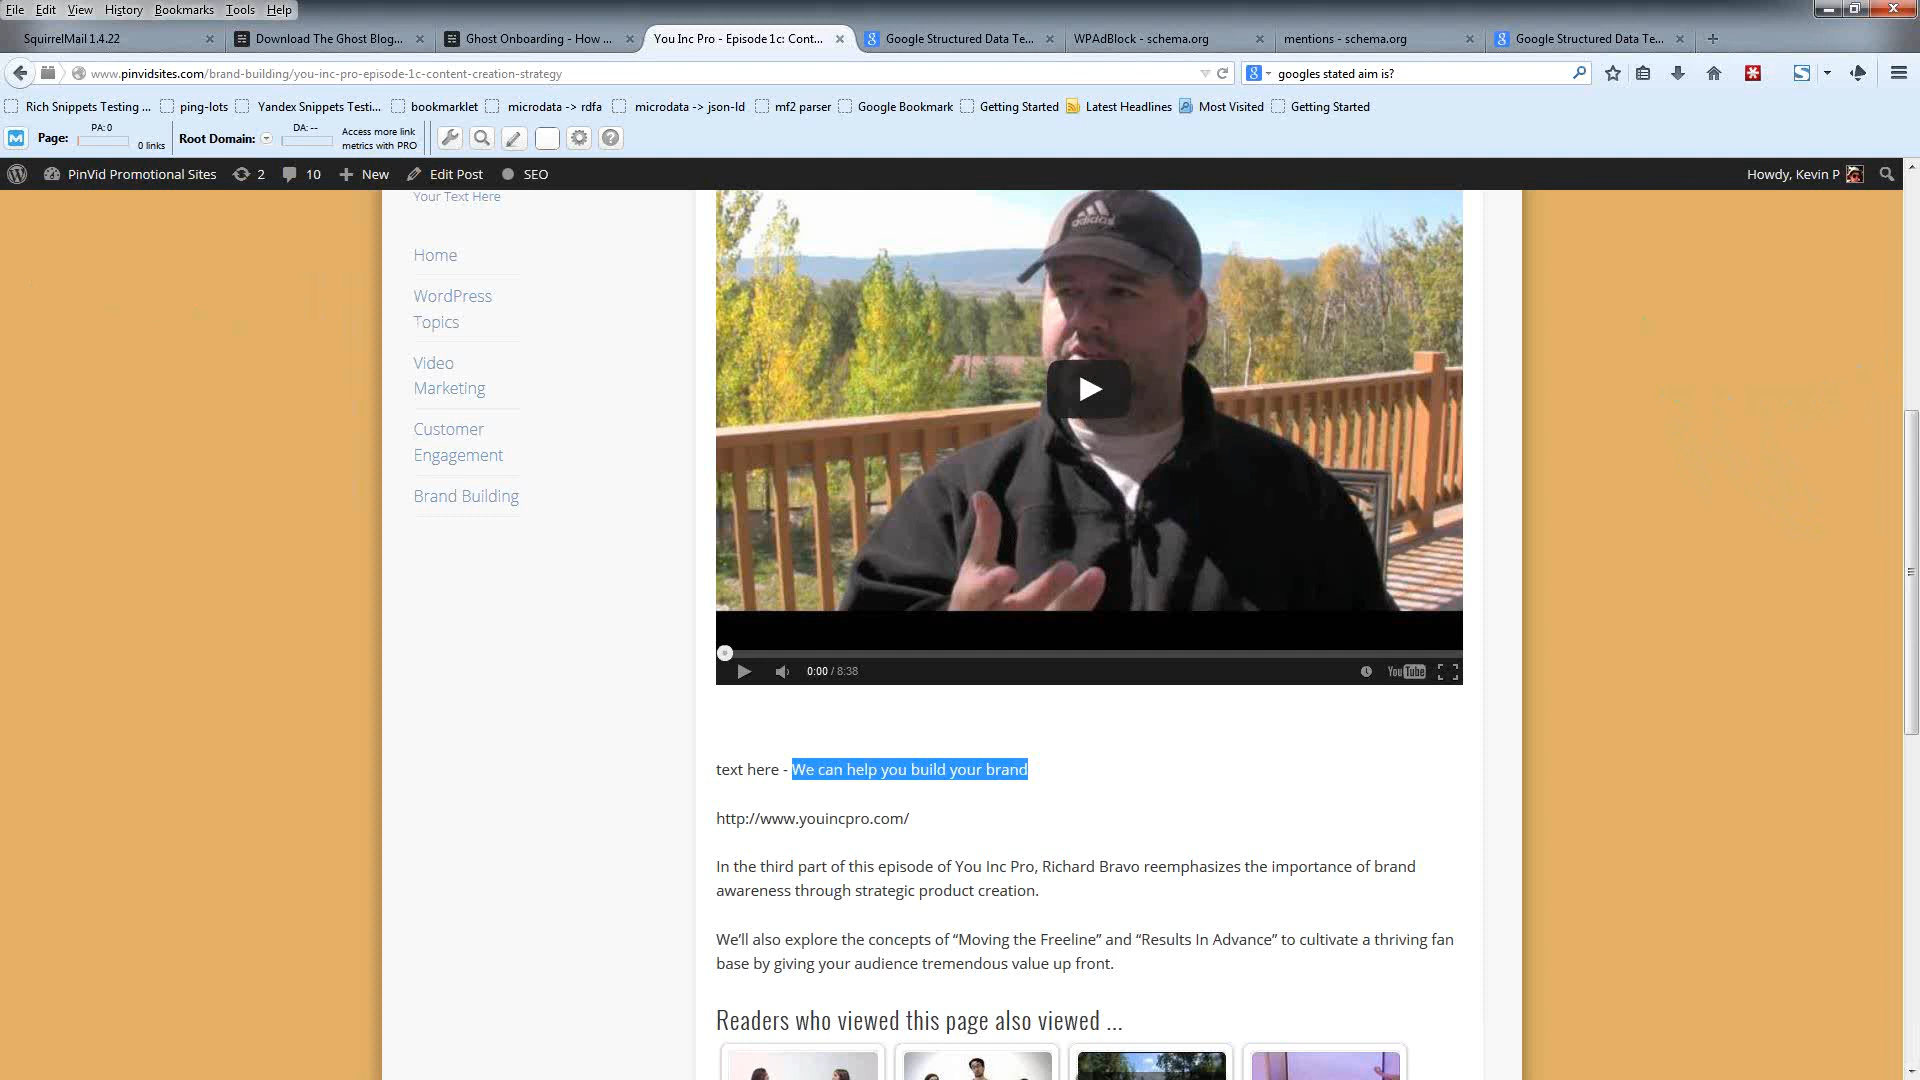 File Edit View History Bookmarks Tools Help
SquirrelMail 1.4.22 Download The Ghost Blog... Ghost Onboarding - How ... You Inc Pro - Episode 1c: Cont... Google Structured Data Te... WPAdBlock - schema.org mentions - schema.org Google Structured Data Te...
www.pinvidsites.com/brand-building/you-inc-pro-episode-1c-content-creation-strategy googles stated aim is?
Rich Snippets Testing ... ping-lots Yandex Snippets Testi... bookmarklet microdata -> rdfa microdata -> json-ld mf2 parser Google Bookmark Getting Started Latest Headlines Most Visited Getting Started
Page: PA: 0 0 links Root Domain: DA: -- Access more link
metrics with PRO
PinVid Promotional Sites 2 10 New Edit Post SEO Howdy, Kevin P
Your Text Here
Home
WordPress
Topics
Video
Marketing
Customer
Engagement
Brand Building
adidas
0:00 / 8:38 YouTube
text here - We can help you build your brand
http://www.youincpro.com/
In the third part of this episode of You Inc Pro, Richard Bravo reemphasizes the importance of brand
awareness through strategic product creation.
We’ll also explore the concepts of “Moving the Freeline” and “Results In Advance” to cultivate a thriving fan
base by giving your audience tremendous value up front.
Readers who viewed this page also viewed ...